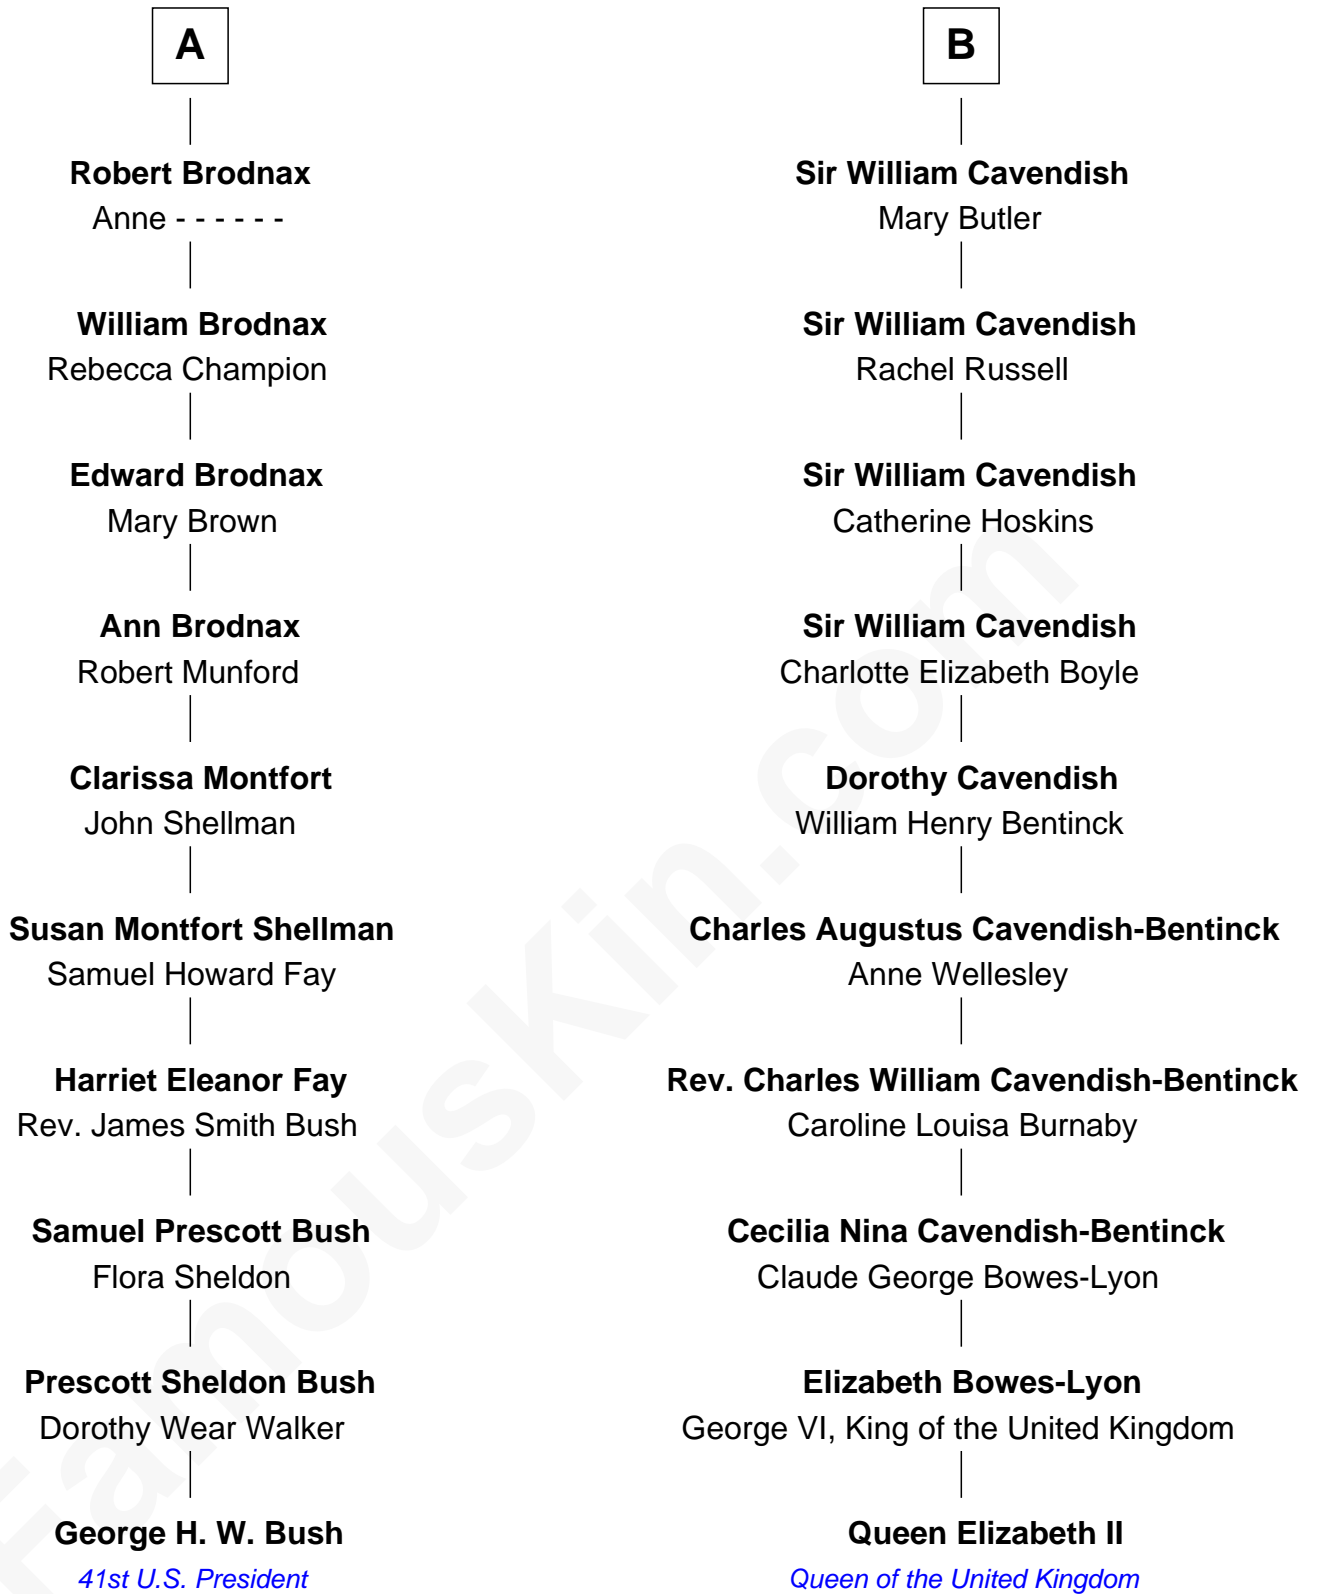 A
Robert Brodnax
Anne - - - - - -
William Brodnax
Rebecca Champion
Edward Brodnax
Mary Brown
Ann Brodnax
Robert Munford
Clarissa Montfort
John Shellman
Susan Montfort Shellman
Samuel Howard Fay
Harriet Eleanor Fay
Rev. James Smith Bush
Samuel Prescott Bush
Flora Sheldon
Prescott Sheldon Bush
Dorothy Wear Walker
George H. W. Bush
41st U.S. President
B
Sir William Cavendish
Mary Butler
Sir William Cavendish
Rachel Russell
Sir William Cavendish
Catherine Hoskins
Sir William Cavendish
Charlotte Elizabeth Boyle
Dorothy Cavendish
William Henry Bentinck
Charles Augustus Cavendish-Bentinck
Anne Wellesley
Rev. Charles William Cavendish-Bentinck
Caroline Louisa Burnaby
Cecilia Nina Cavendish-Bentinck
Claude George Bowes-Lyon
Elizabeth Bowes-Lyon
George VI, King of the United Kingdom
Queen Elizabeth II
Queen of the United Kingdom
FamousKin.com